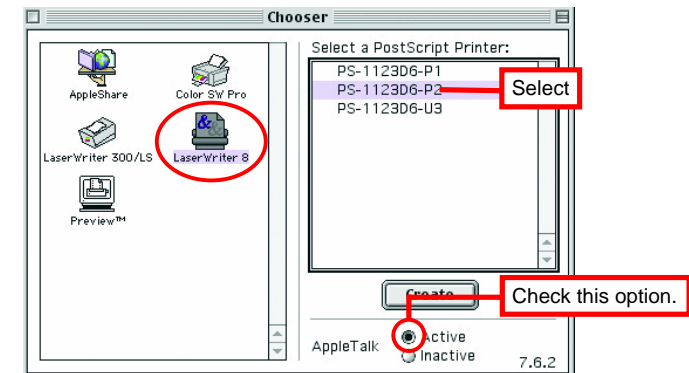 Chooser
AppleShare
Color SW Pro
LaserWriter 300/LS
LaserWriter 8
Preview™
Select a PostScript Printer:
PS-1123D6-P1
PS-1123D6-P2
PS-1123D6-U3
Select
Create
Check this option.
AppleTalk
Active
Inactive
7.6.2